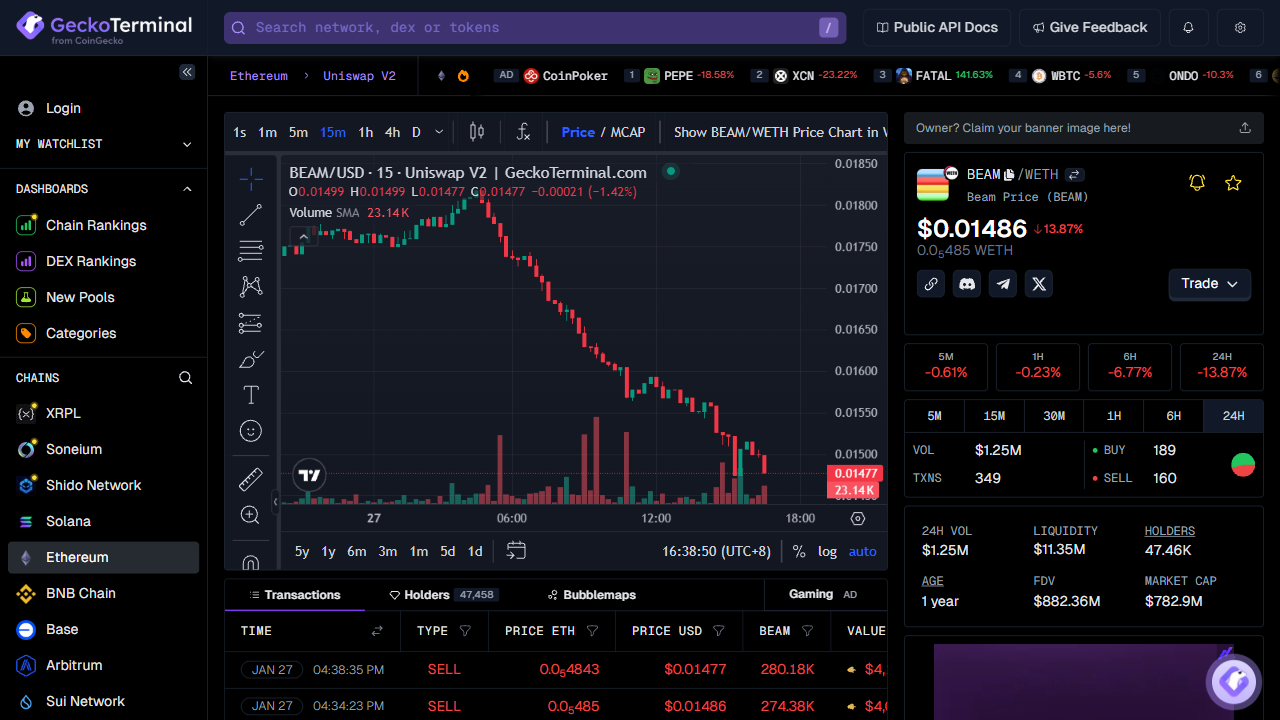 GeckoTerminal
from CoinGecko
Search network, dex or tokens
/
Public API Docs
Give Feedback
Ethereum › Uniswap V2
AD CoinPoker 1 PEPE -18.58% 2 XCN -23.22% 3 FATAL 141.63% 4 WBTC -5.6% 5 ONDO -10.3% 6
Login
MY WATCHLIST
DASHBOARDS
Chain Rankings
DEX Rankings
New Pools
Categories
CHAINS
XRPL
Soneium
Shido Network
Solana
Ethereum
BNB Chain
Base
Arbitrum
Sui Network
1s 1m 5m 15m 1h 4h D
Price / MCAP
Show BEAM/WETH Price Chart in
BEAM/USD · 15 · Uniswap V2 | GeckoTerminal.com
O0.01499 H0.01499 L0.01477 C0.01477 −0.00021 (−1.42%)
Volume SMA 23.14K
0.01850
0.01800
0.01750
0.01700
0.01650
0.01600
0.01550
0.01500
0.01477
23.14K
27 06:00 12:00 18:00
5y 1y 6m 3m 1m 5d 1d
16:38:50 (UTC+8) % log auto
Transactions
Holders 47,458
Bubblemaps
Gaming AD
TIME TYPE PRICE ETH PRICE USD BEAM VALUE
JAN 27 04:38:35 PM SELL 0.0₅4843 $0.01477 280.18K $4,
JAN 27 04:34:23 PM SELL 0.0₅485 $0.01486 274.38K $4,
Owner? Claim your banner image here!
BEAM /WETH
Beam Price (BEAM)
$0.01486 ↓13.87%
0.0₅485 WETH
Trade
5M 1H 6H 24H
-0.61% -0.23% -6.77% -13.87%
5M 15M 30M 1H 6H 24H
VOL $1.25M BUY 189
TXNS 349 SELL 160
24H VOL LIQUIDITY HOLDERS
$1.25M $11.35M 47.46K
AGE FDV MARKET CAP
1 year $882.36M $782.9M